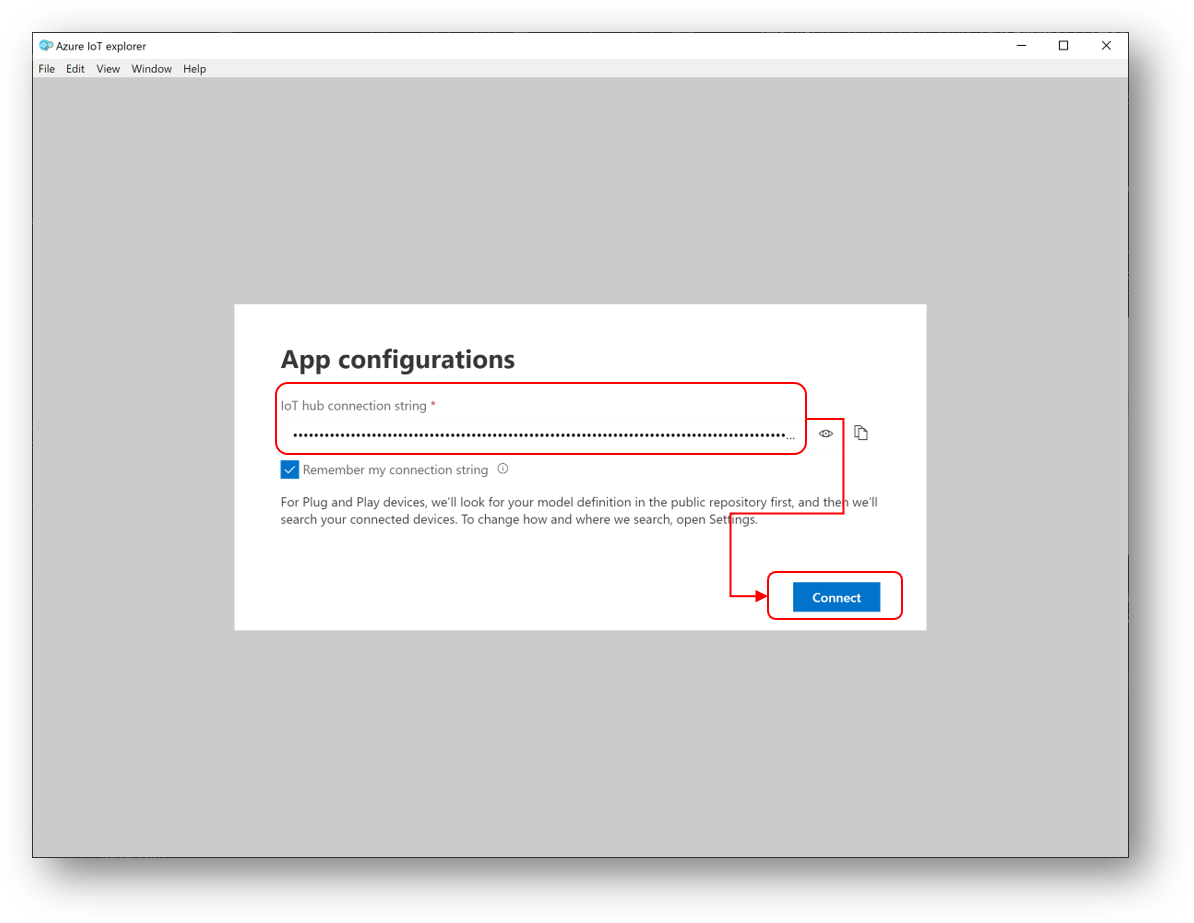 Azure IoT explorer
File Edit View Window Help
App configurations
IoT hub connection string *
••••••••••••••••••••••••••••••••••••••••••••••••••••••••••••••••••••••••••••••••••••••••••••••...
Remember my connection string
For Plug and Play devices, we'll look for your model definition in the public repository first, and then we'll
search your connected devices. To change how and where we search, open Settings.
Connect